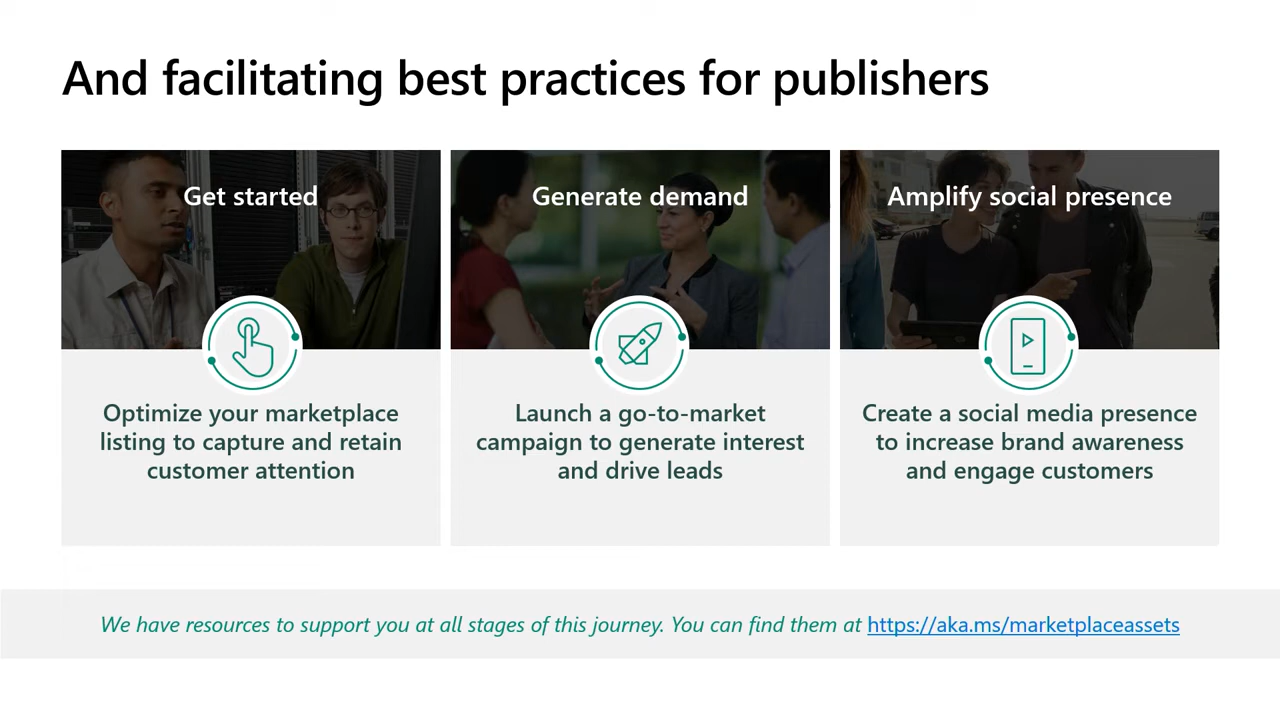 And facilitating best practices for publishers
Get started
Optimize your marketplace
listing to capture and retain
customer attention
Generate demand
Launch a go-to-market
campaign to generate interest
and drive leads
Amplify social presence
Create a social media presence
to increase brand awareness
and engage customers
We have resources to support you at all stages of this journey. You can find them at https://aka.ms/marketplaceassets